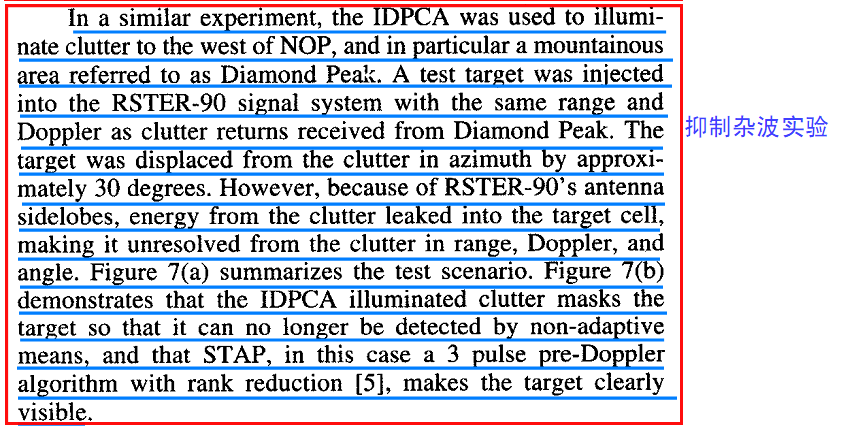 In a similar experiment, the IDPCA was used to illumi-
nate clutter to the west of NOP, and in particular a mountainous
area referred to as Diamond Peak. A test target was injected
into the RSTER-90 signal system with the same range and
Doppler as clutter returns received from Diamond Peak. The
target was displaced from the clutter in azimuth by approxi-
mately 30 degrees. However, because of RSTER-90's antenna
sidelobes, energy from the clutter leaked into the target cell,
making it unresolved from the clutter in range, Doppler, and
angle. Figure 7(a) summarizes the test scenario. Figure 7(b)
demonstrates that the IDPCA illuminated clutter masks the
target so that it can no longer be detected by non-adaptive
means, and that STAP, in this case a 3 pulse pre-Doppler
algorithm with rank reduction [5], makes the target clearly
visible.
抑制杂波实验